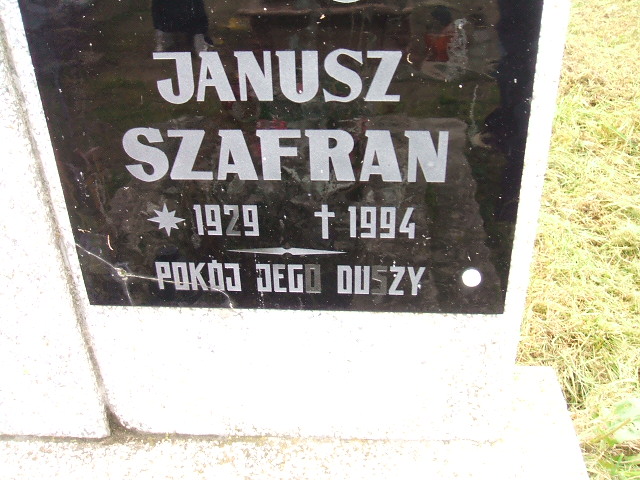 JANUSZ
SZAFRAN
1929 †1994
POKÓJ JEGO DUSZY